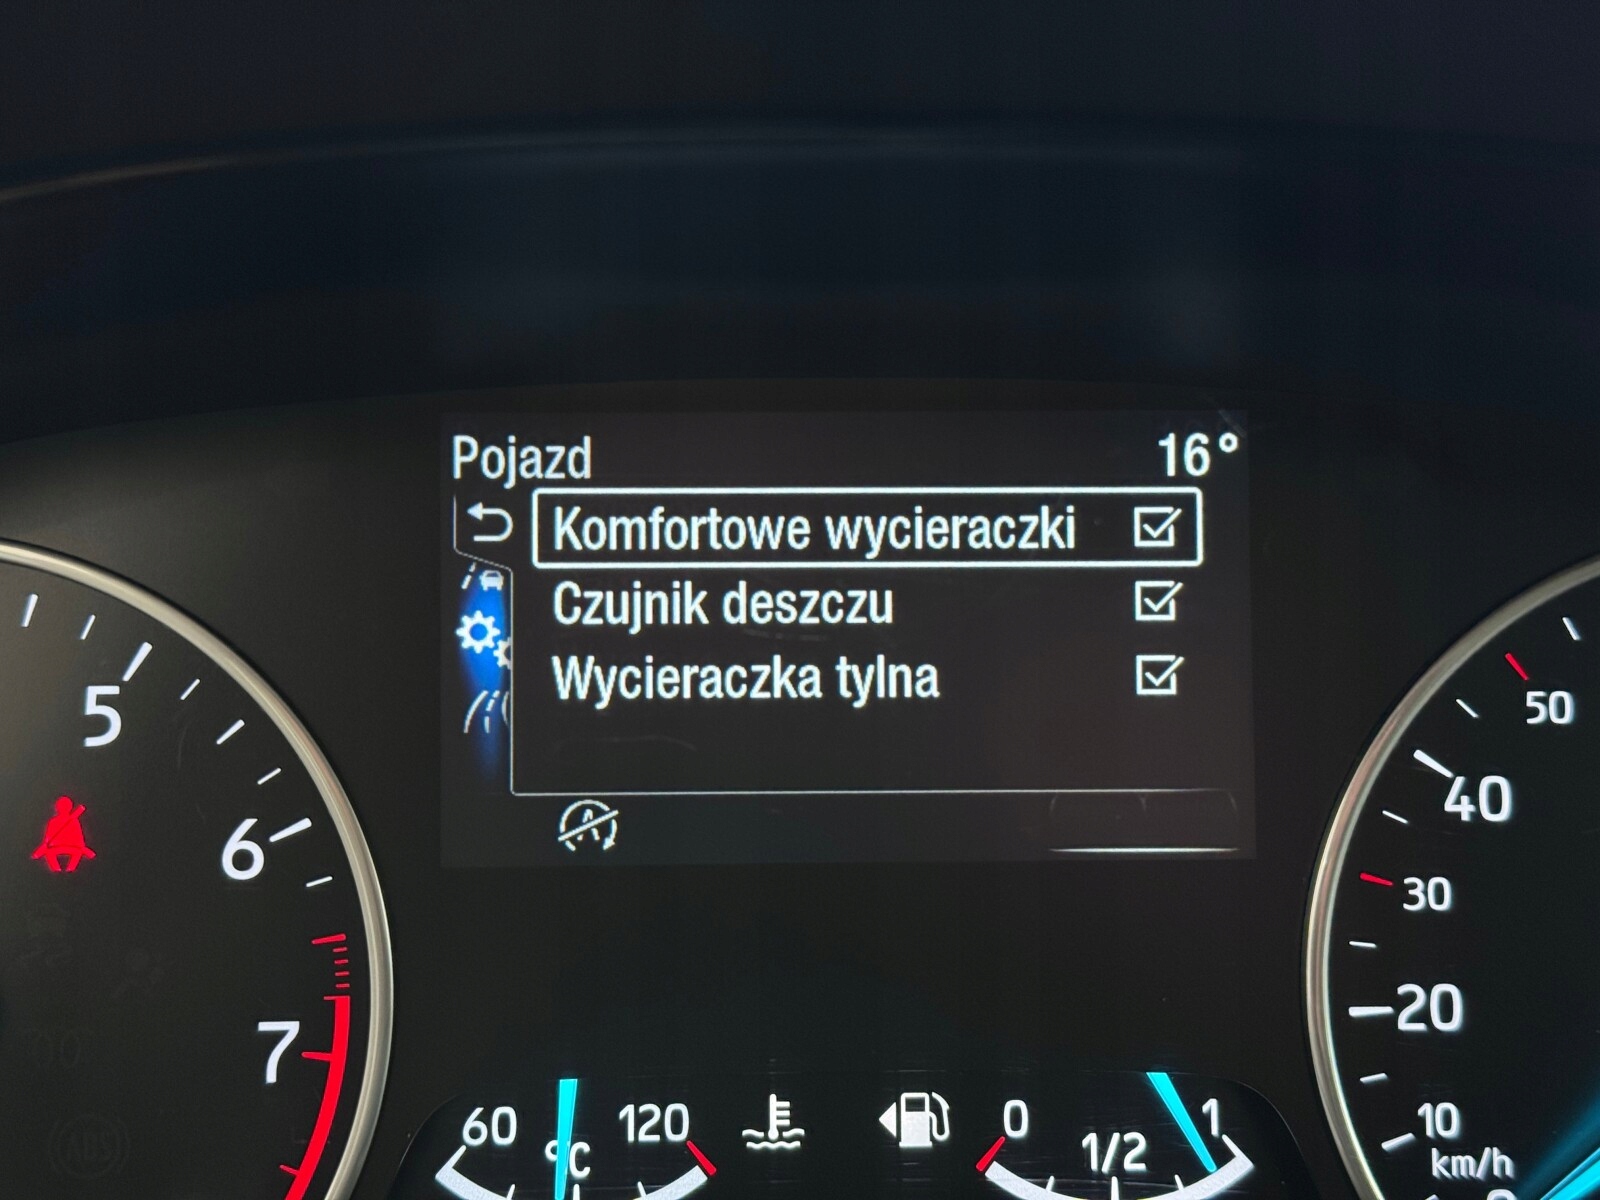 Pojazd 16°
Komfortowe wycieraczki
Czujnik deszczu
Wycieraczka tylna
A
5
6
7
50
40
30
20
10
km/h
60 °C 120
0 1/2 1
ABS